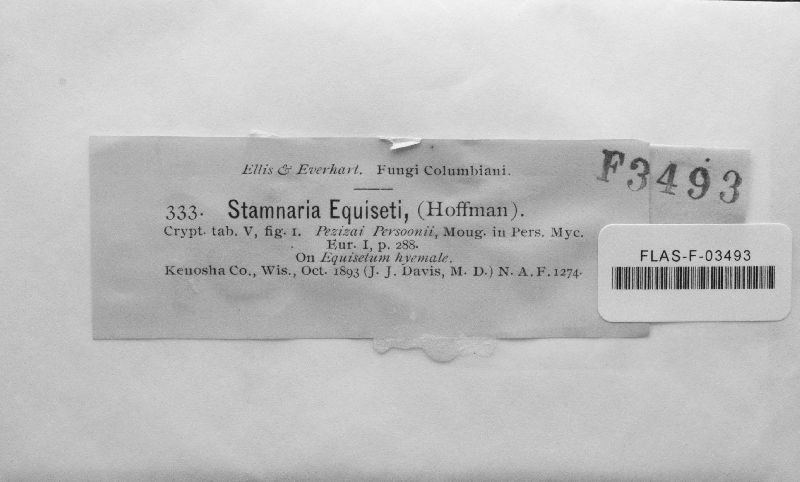 Ellis & Everhart. Fungi Columbiani.
F3493
333. Stamnaria Equiseti, (Hoffman).
Crypt. tab. V, fig. 1. Pezizai Persoonii, Moug. in Pers. Myc.
Eur. I, p. 288.
On Equisetum hyemale.
Kenosha Co., Wis., Oct. 1893 (J. J. Davis, M. D.) N. A. F. 1274.
FLAS-F-03493